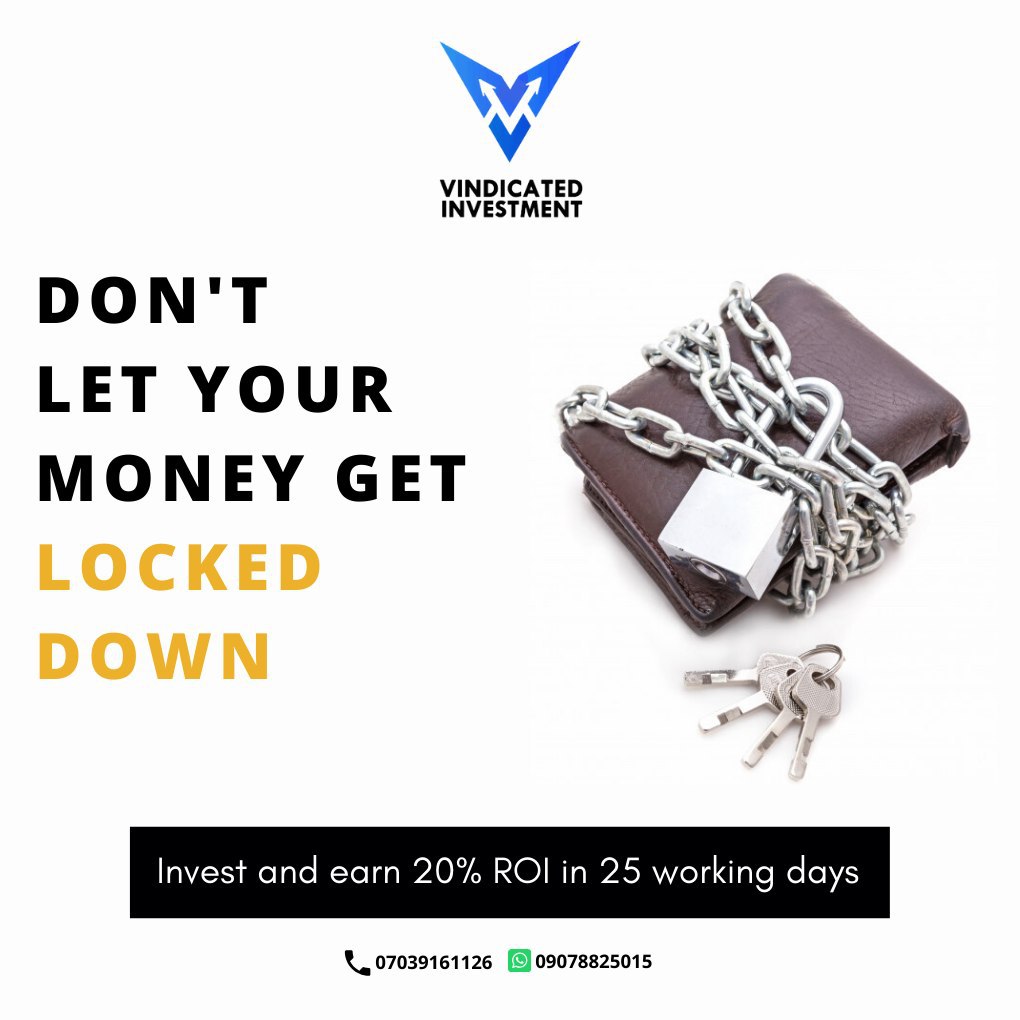 VINDICATED
INVESTMENT
DON'T
LET YOUR
MONEY GET
LOCKED
DOWN
Invest and earn 20% ROI in 25 working days
07039161126 09078825015